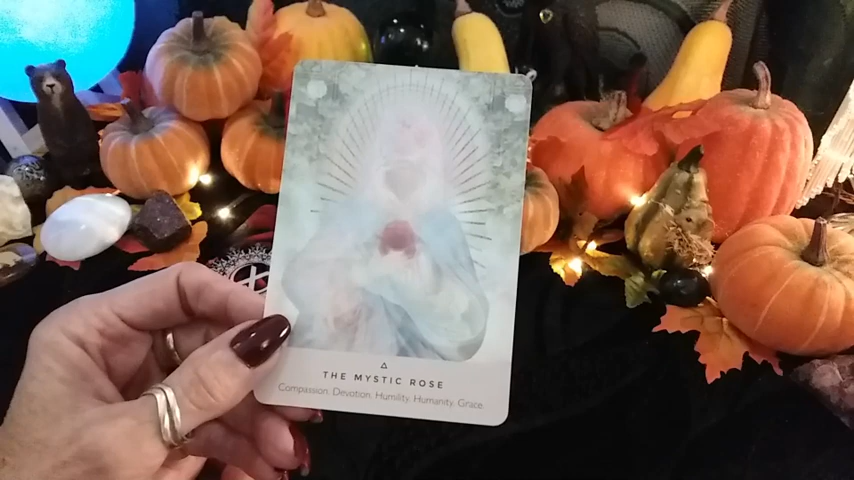 THE MYSTIC ROSE
Compassion. Devotion. Humility. Humanity. Grace.